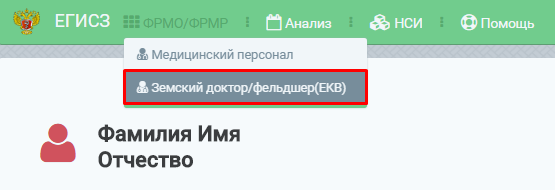 ЕГИСЗ ФРМО/ФРМР Анализ НСИ Помощь
Медицинский персонал
Земский доктор/фельдшер(ЕКВ)
Фамилия Имя
Отчество